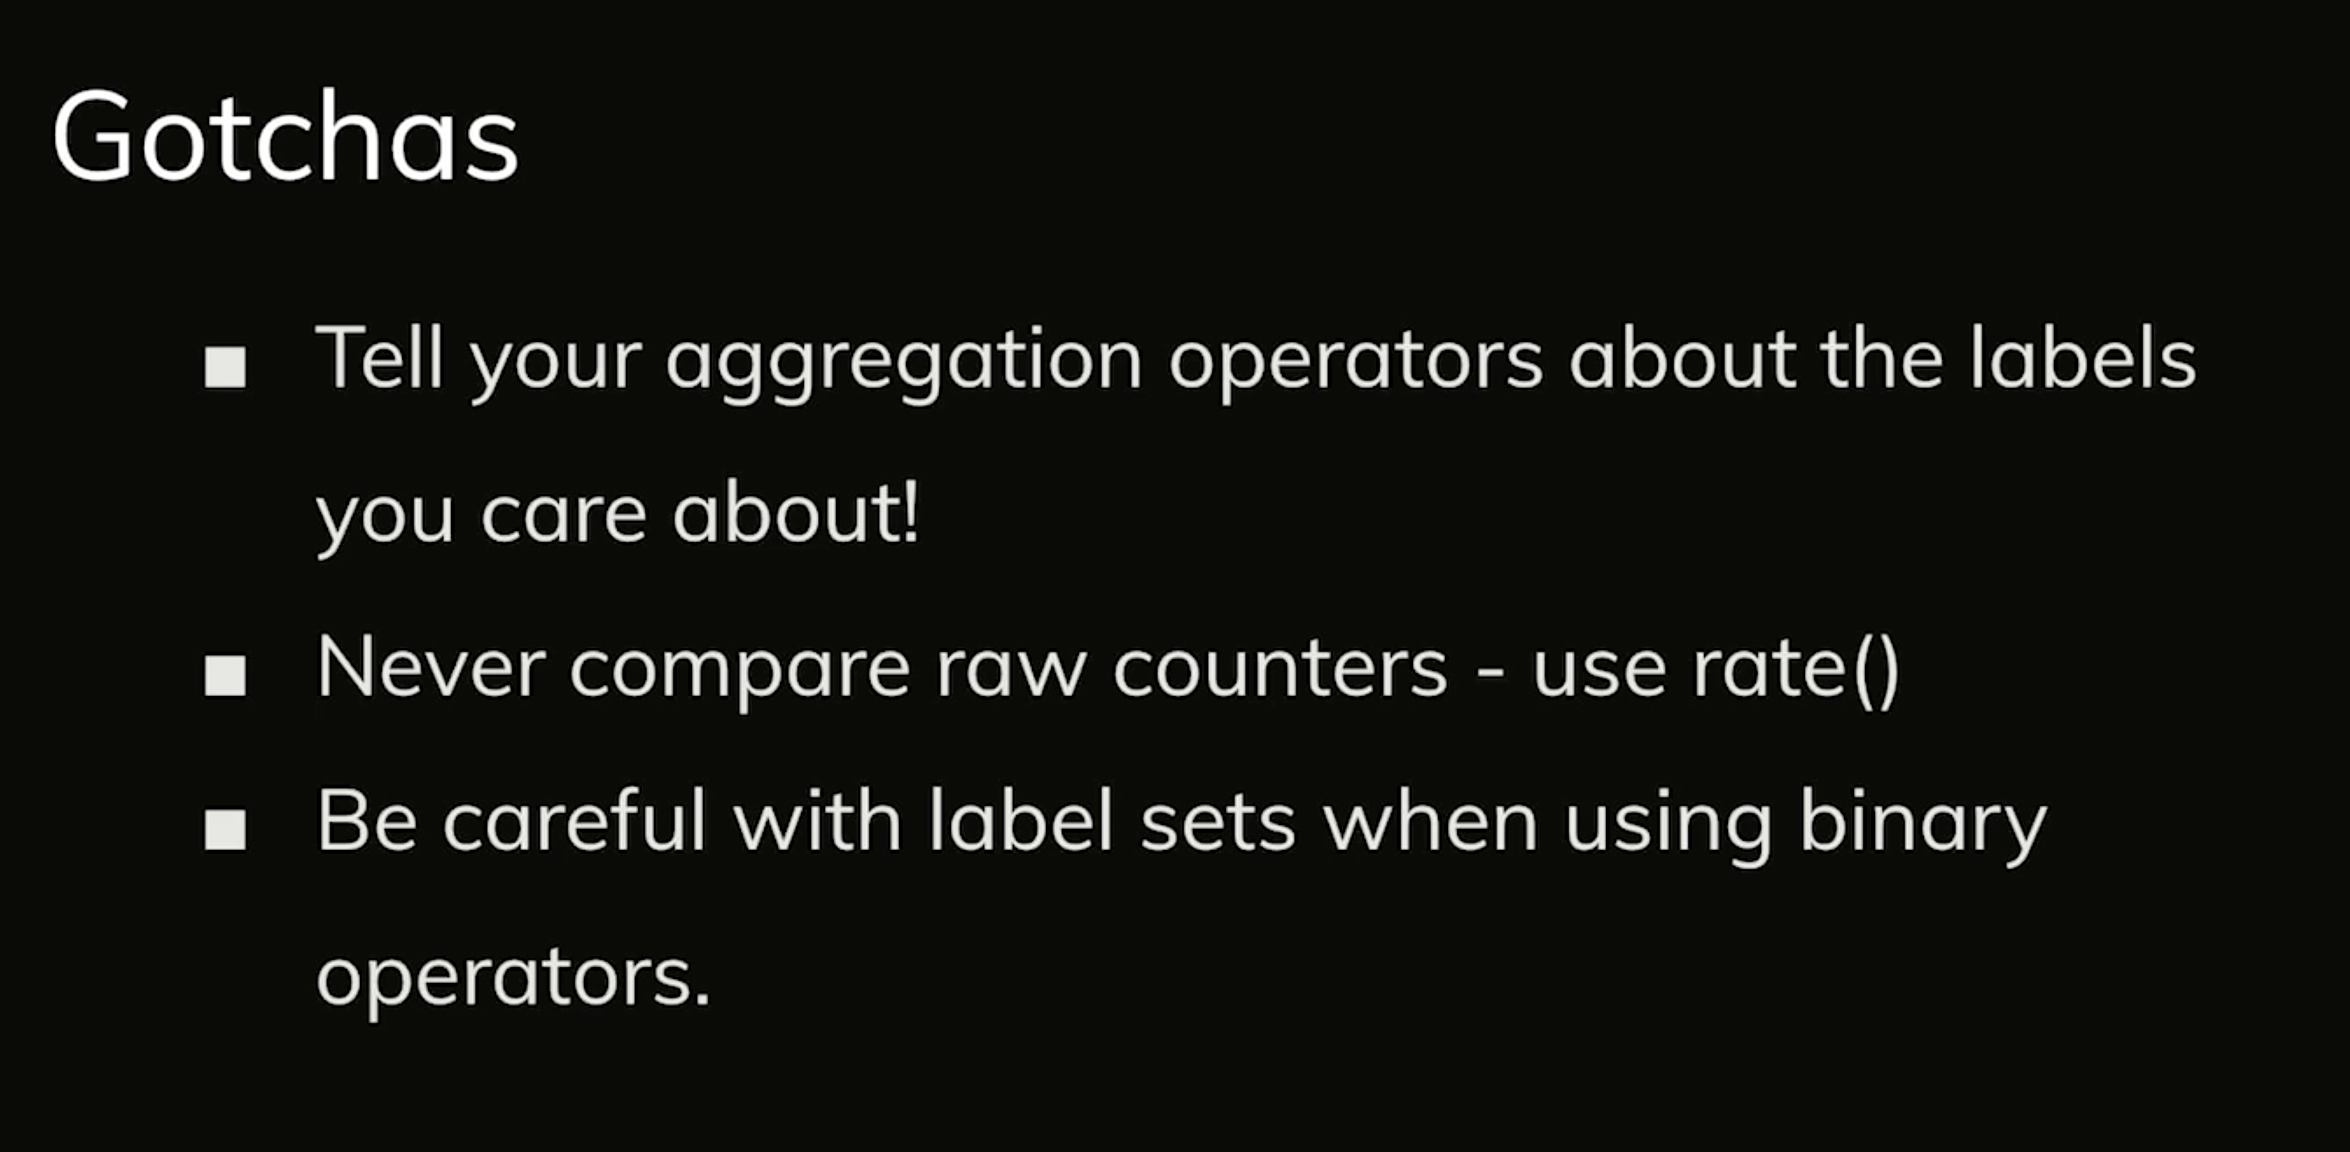 Gotchas
■ Tell your aggregation operators about the labels
you care about!
■ Never compare raw counters - use rate()
■ Be careful with label sets when using binary
operators.